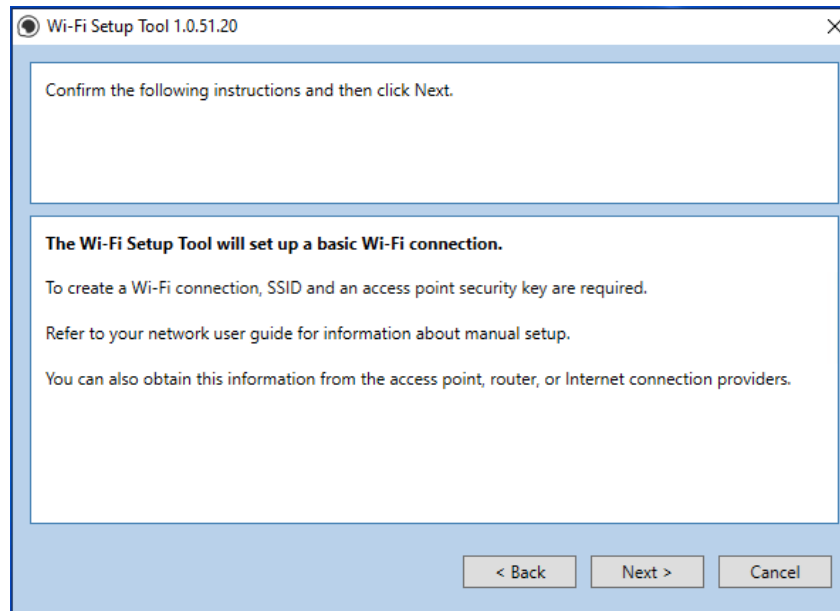 Wi-Fi Setup Tool 1.0.51.20
Confirm the following instructions and then click Next.
The Wi-Fi Setup Tool will set up a basic Wi-Fi connection.
To create a Wi-Fi connection, SSID and an access point security key are required.
Refer to your network user guide for information about manual setup.
You can also obtain this information from the access point, router, or Internet connection providers.
< Back Next > Cancel